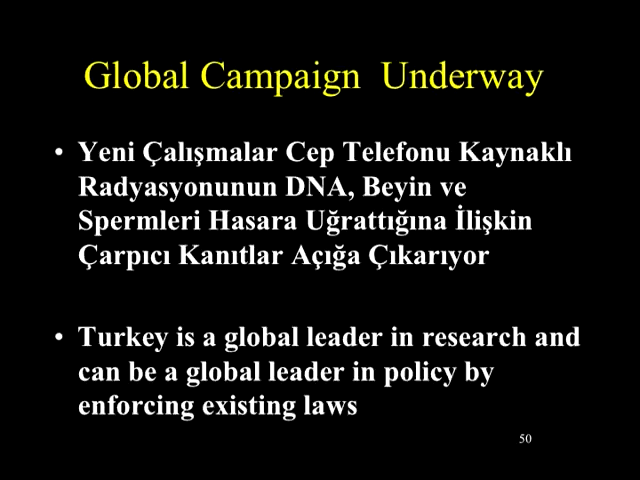 Global Campaign Underway
• Yeni Çalışmalar Cep Telefonu Kaynaklı
Radyasyonunun DNA, Beyin ve
Spermleri Hasara Uğrattığına İlişkin
Çarpıcı Kanıtlar Açığa Çıkarıyor
• Turkey is a global leader in research and
can be a global leader in policy by
enforcing existing laws
50